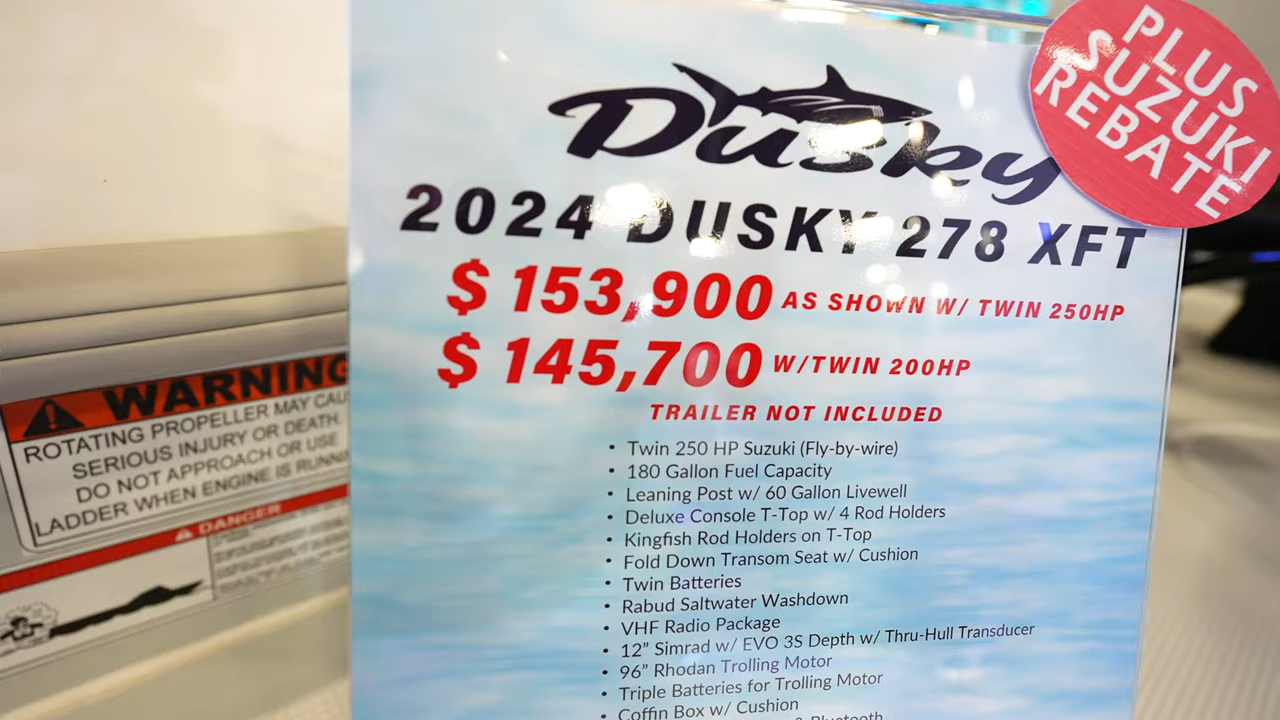 PLUS
SUZUKI
REBATE
Dusky
2024 DUSKY 278 XFT
$ 153,900 AS SHOWN W/ TWIN 250HP
$ 145,700 W/TWIN 200HP
TRAILER NOT INCLUDED
• Twin 250 HP Suzuki (Fly-by-wire)
• 180 Gallon Fuel Capacity
• Leaning Post w/ 60 Gallon Livewell
• Deluxe Console T-Top w/ 4 Rod Holders
• Kingfish Rod Holders on T-Top
• Fold Down Transom Seat w/ Cushion
• Twin Batteries
• Rabud Saltwater Washdown
• VHF Radio Package
• 12” Simrad w/ EVO 3S Depth w/ Thru-Hull Transducer
• 96” Rhodan Trolling Motor
• Triple Batteries for Trolling Motor
• Coffin Box w/ Cushion
& Bluetooth
WARNING
ROTATING PROPELLER MAY CAU
SERIOUS INJURY OR DEATH.
DO NOT APPROACH OR USE
LADDER WHEN ENGINE IS RUNNIN
DANGER